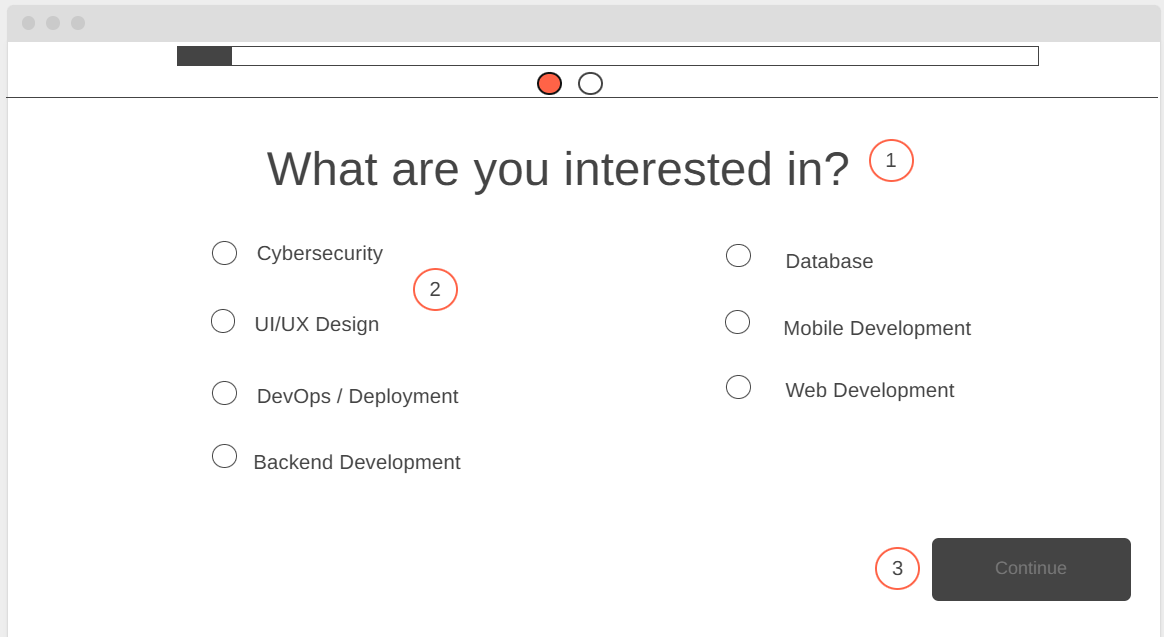 What are you interested in?
1
Cybersecurity
2
UI/UX Design
DevOps / Deployment
Backend Development
Database
Mobile Development
Web Development
3
Continue